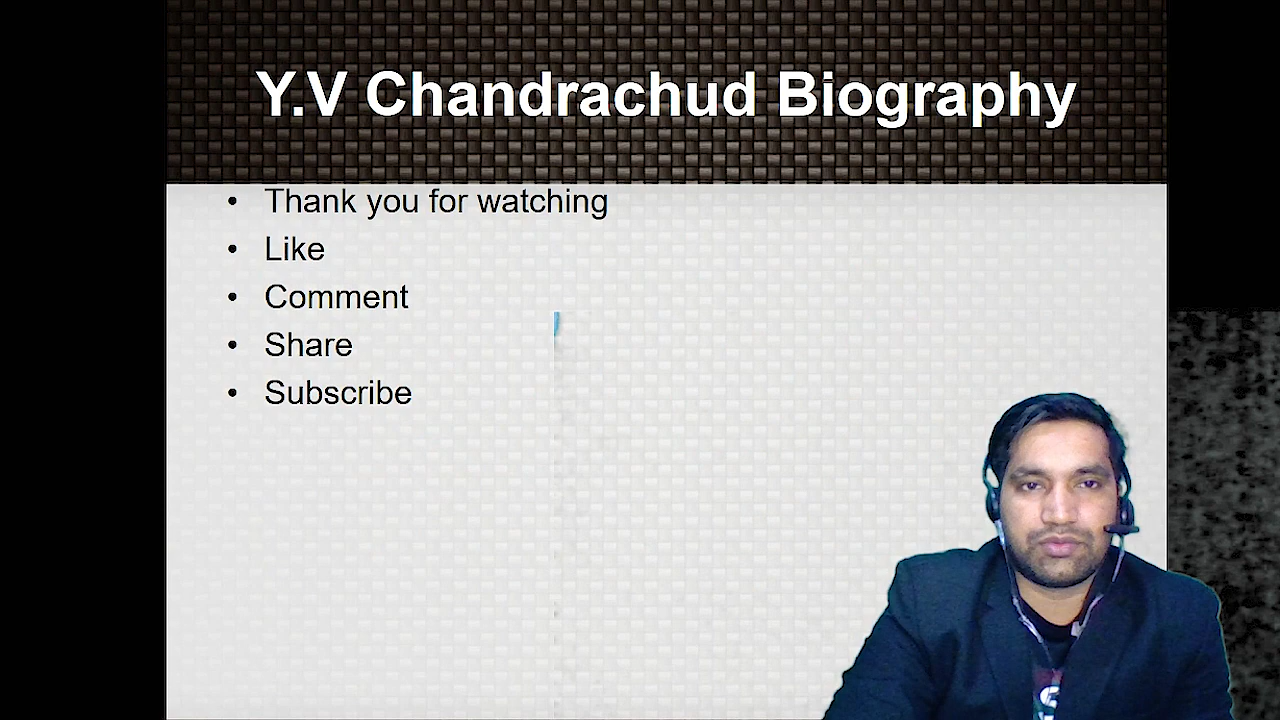 Y.V Chandrachud Biography
• Thank you for watching
• Like
• Comment
• Share
• Subscribe